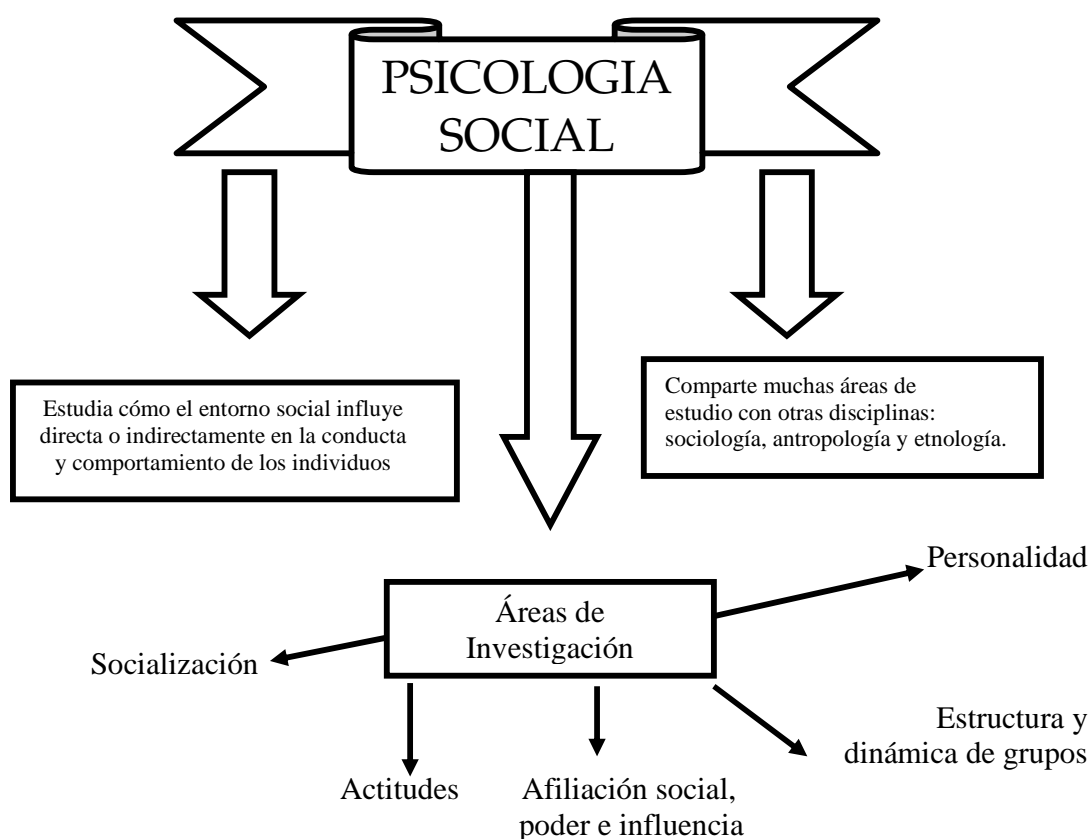 PSICOLOGIA
SOCIAL
Estudia cómo el entorno social influye
directa o indirectamente en la conducta
y comportamiento de los individuos
Comparte muchas áreas de
estudio con otras disciplinas:
sociología, antropología y etnología.
Personalidad
Áreas de
Investigación
Socialización
Estructura y
dinámica de grupos
Actitudes
Afiliación social,
poder e influencia